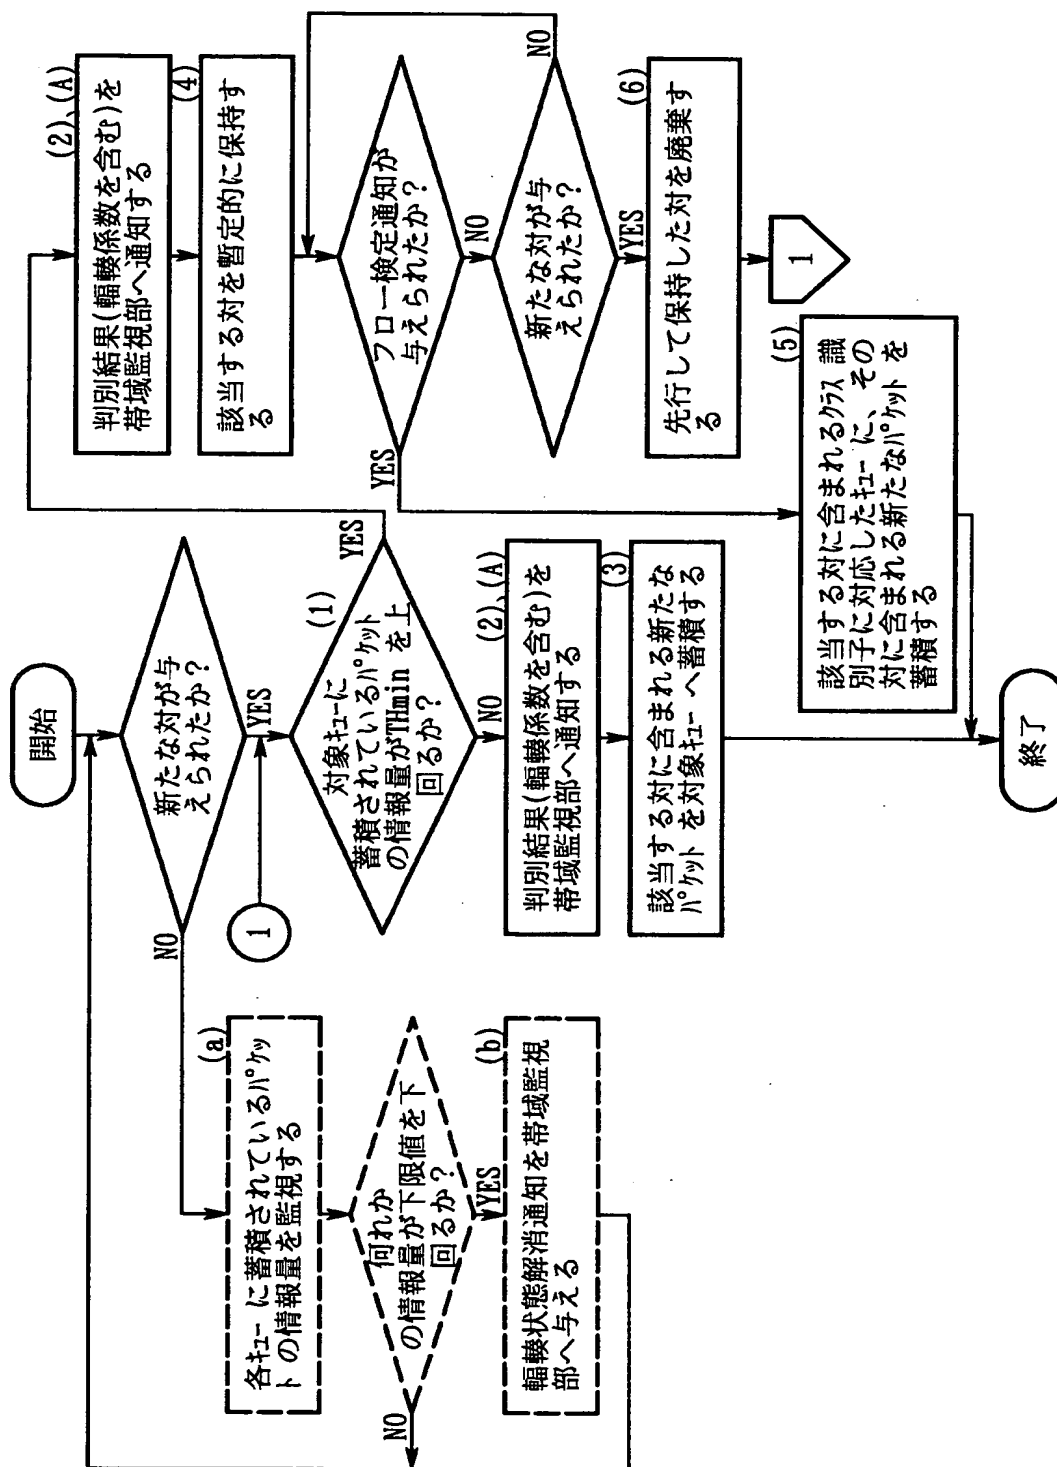 開始
新たな対が与
えられたか?
NO
YES
1
(1)
対象キューに
蓄積されているパケット
の情報量がTHminを上
回るか?
YES
NO
(2)、(A)
判別結果(輻輳係数を含む)を
帯域監視部へ通知する
(3)
該当する対に含まれる新たな
パケットを対象キューへ蓄積する
終了
(a)
各キューに蓄積されているパケッ
トの情報量を監視する
何れか
の情報量が下限値を下
回るか?
NO
YES
(b)
輻輳状態解消通知を帯域監視
部へ与える
(2)、(A)
判別結果(輻輳係数を含む)を
帯域監視部へ通知する
(4)
該当する対を暫定的に保持す
る
フロー検定通知が
与えられたか?
YES
NO
新たな対が与
えられたか?
NO
YES
(6)
先行して保持した対を廃棄す
る
1
(5)
該当する対に含まれるクラス識
別子に対応したキューに、その
対に含まれる新たなパケットを
蓄積する